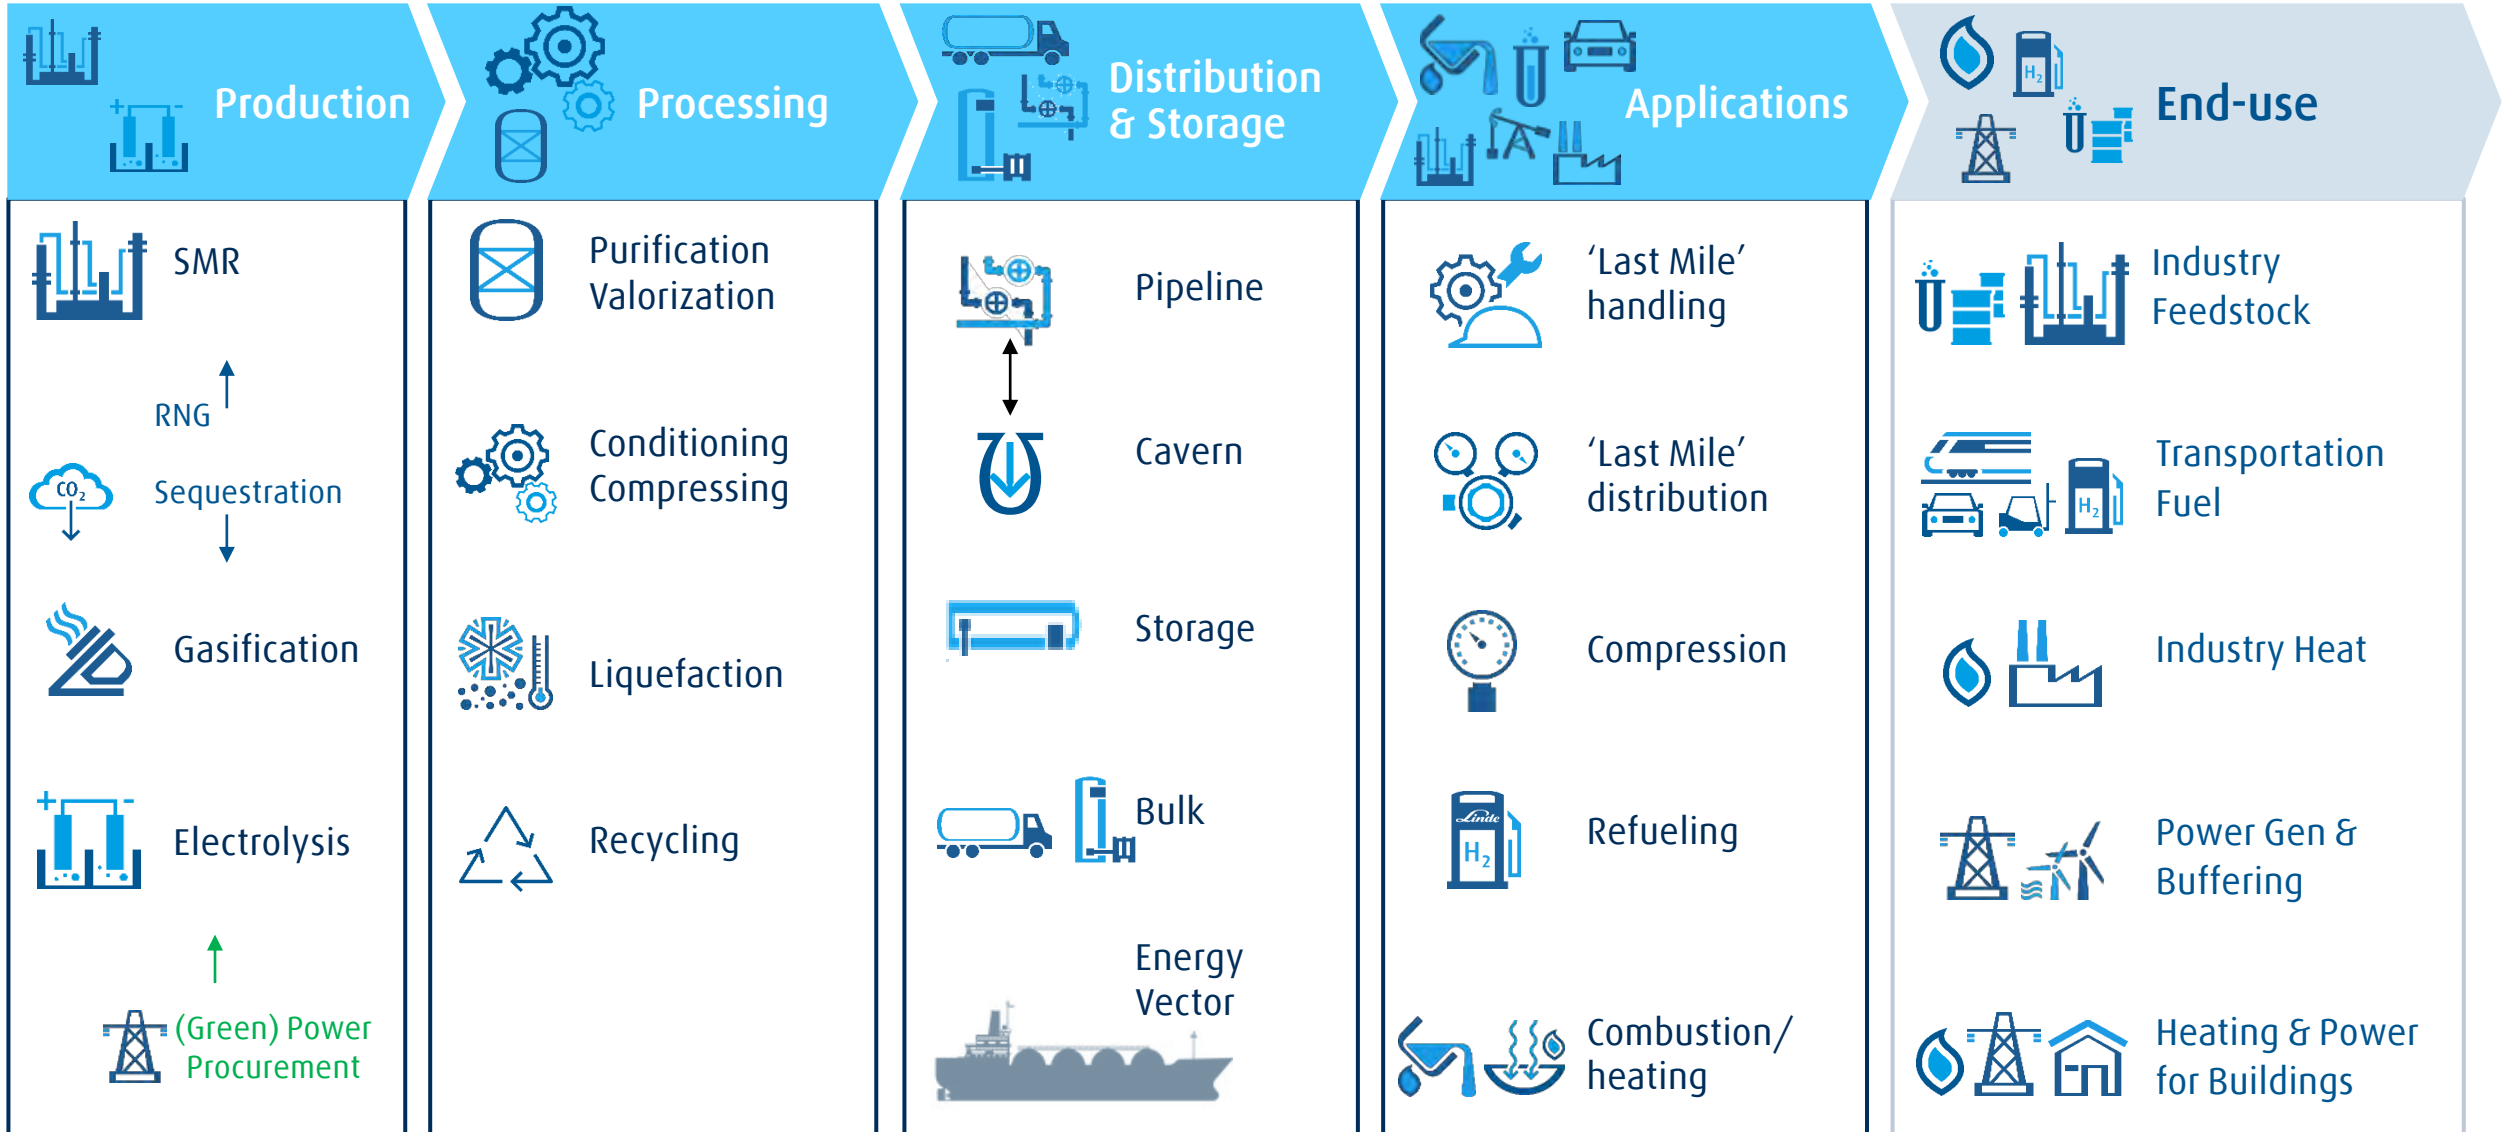 Production
Processing
Distribution
& Storage
Applications
H2
End-use
SMR
RNG
CO2
Sequestration
Gasification
+ -
Electrolysis
(Green) Power
Procurement
Purification
Valorization
Conditioning
Compressing
Liquefaction
Recycling
Pipeline
Cavern
Storage
Bulk
Energy
Vector
‘Last Mile’
handling
‘Last Mile’
distribution
Compression
Linde
H2
Refueling
Combustion/
heating
Industry
Feedstock
H2
Transportation
Fuel
Industry Heat
Power Gen &
Buffering
Heating & Power
for Buildings